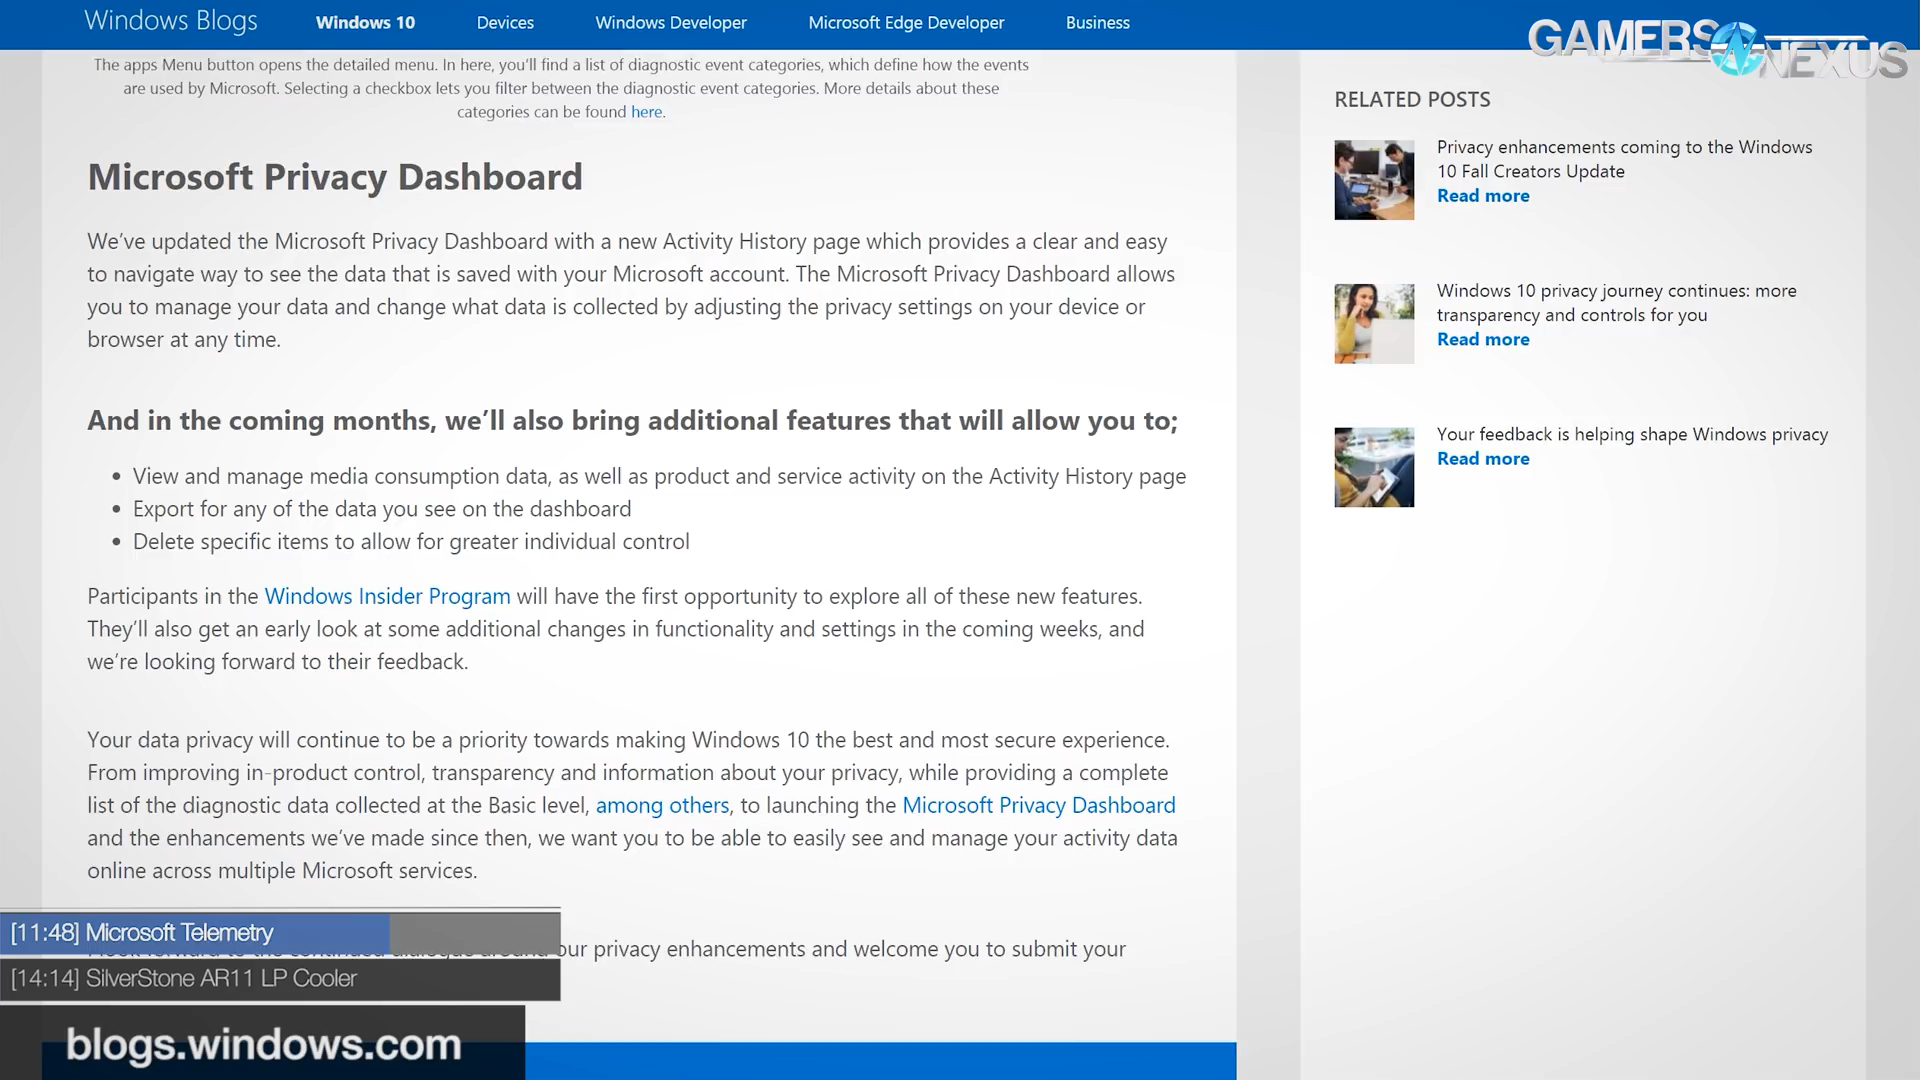 Windows Blogs
Windows 10
Devices
Windows Developer
Microsoft Edge Developer
Business
GAMERS NEXUS
The apps Menu button opens the detailed menu. In here, you’ll find a list of diagnostic event categories, which define how the events
are used by Microsoft. Selecting a checkbox lets you filter between the diagnostic event categories. More details about these
categories can be found here.
Microsoft Privacy Dashboard
We’ve updated the Microsoft Privacy Dashboard with a new Activity History page which provides a clear and easy
to navigate way to see the data that is saved with your Microsoft account. The Microsoft Privacy Dashboard allows
you to manage your data and change what data is collected by adjusting the privacy settings on your device or
browser at any time.
And in the coming months, we’ll also bring additional features that will allow you to;
• View and manage media consumption data, as well as product and service activity on the Activity History page
• Export for any of the data you see on the dashboard
• Delete specific items to allow for greater individual control
Participants in the Windows Insider Program will have the first opportunity to explore all of these new features.
They’ll also get an early look at some additional changes in functionality and settings in the coming weeks, and
we’re looking forward to their feedback.
Your data privacy will continue to be a priority towards making Windows 10 the best and most secure experience.
From improving in-product control, transparency and information about your privacy, while providing a complete
list of the diagnostic data collected at the Basic level, among others, to launching the Microsoft Privacy Dashboard
and the enhancements we’ve made since then, we want you to be able to easily see and manage your activity data
online across multiple Microsoft services.
our privacy enhancements and welcome you to submit your
RELATED POSTS
Privacy enhancements coming to the Windows
10 Fall Creators Update
Read more
Windows 10 privacy journey continues: more
transparency and controls for you
Read more
Your feedback is helping shape Windows privacy
Read more
[11:48] Microsoft Telemetry
[14:14] SilverStone AR11 LP Cooler
blogs.windows.com